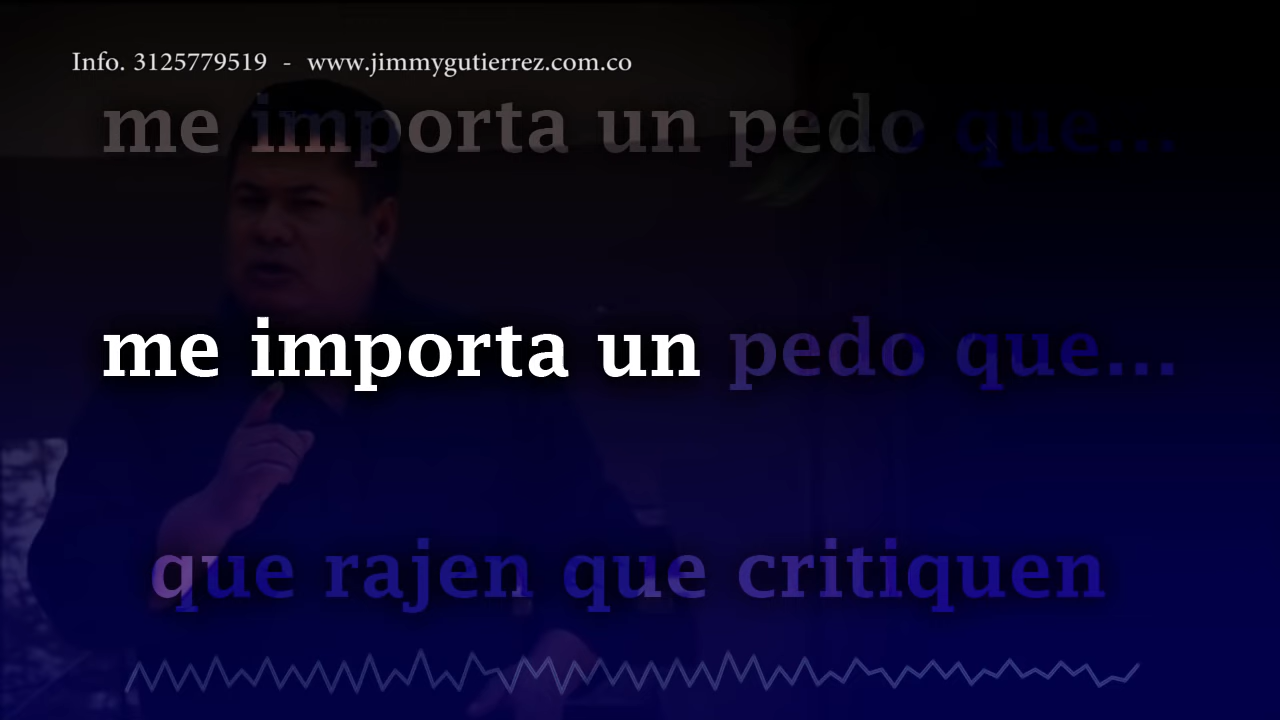 Info. 3125779519 - www.jimmygutierrez.com.co
me importa un pedo que...
me importa un pedo que...
que rajen que critiquen